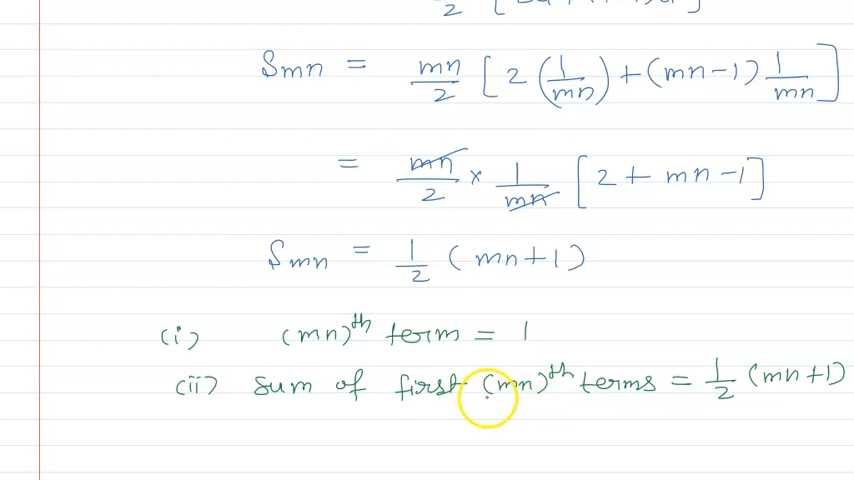 Smn = mn/2 [ 2 (1/mn) + (mn-1) 1/mn ]
= mn/2 × 1/mn [ 2 + mn -1 ]
Smn = 1/2 (mn+1)
(i) (mn)th term = 1
(ii) sum of first (mn)th terms = 1/2 (mn+1)